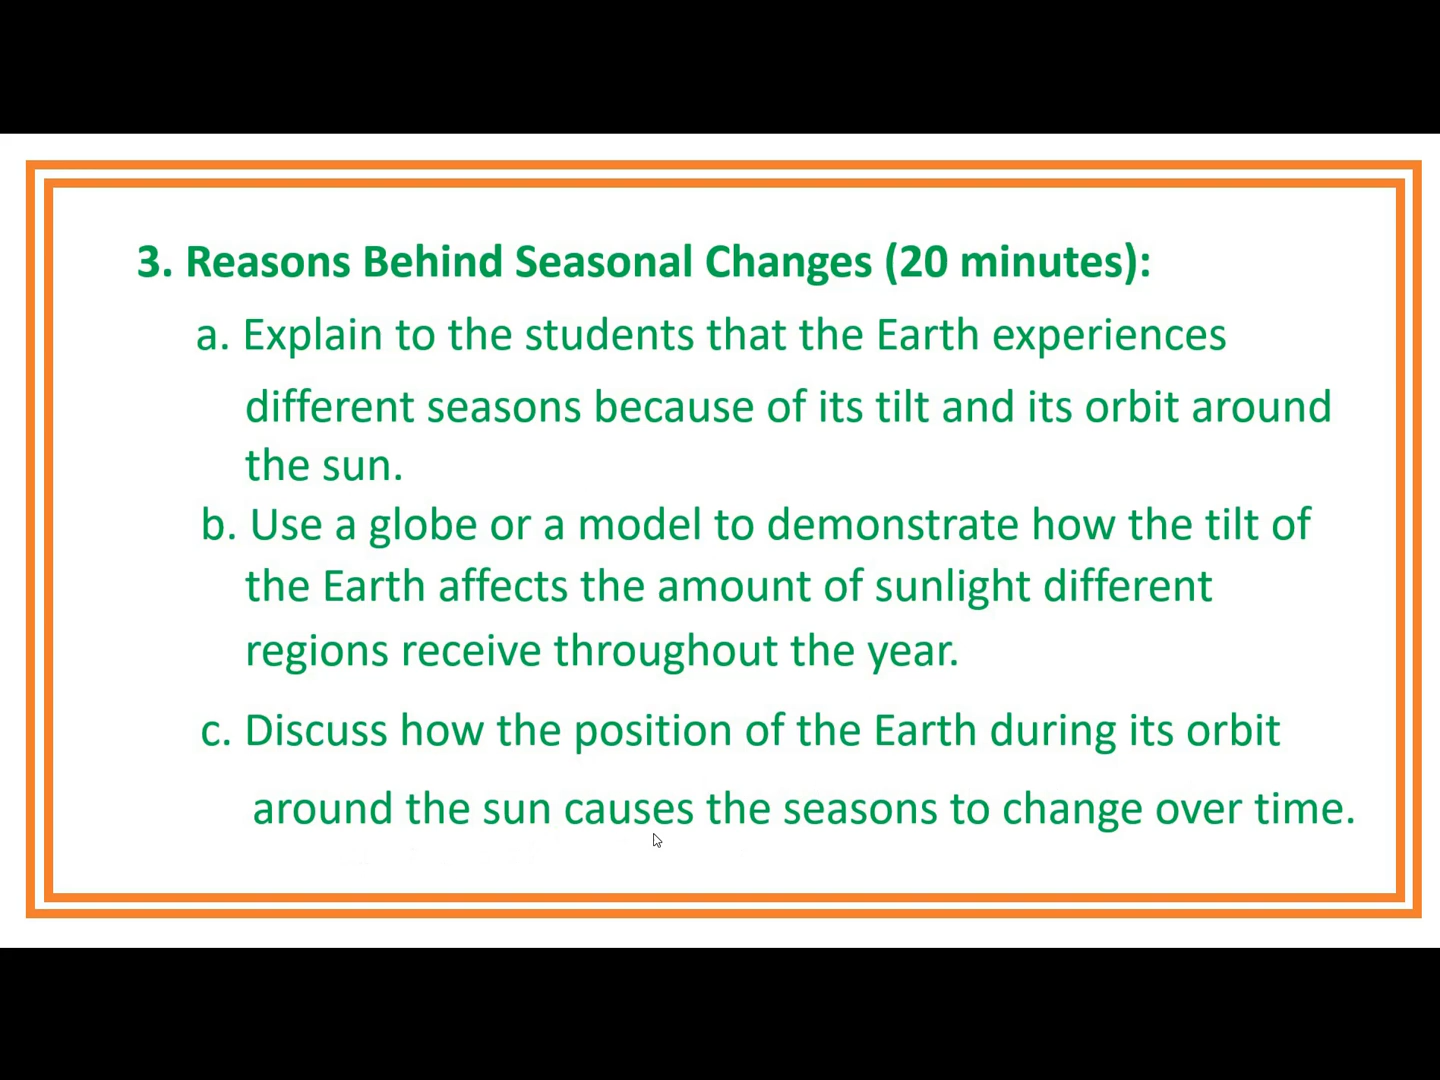 3. Reasons Behind Seasonal Changes (20 minutes):
a. Explain to the students that the Earth experiences
different seasons because of its tilt and its orbit around
the sun.
b. Use a globe or a model to demonstrate how the tilt of
the Earth affects the amount of sunlight different
regions receive throughout the year.
c. Discuss how the position of the Earth during its orbit
around the sun causes the seasons to change over time.